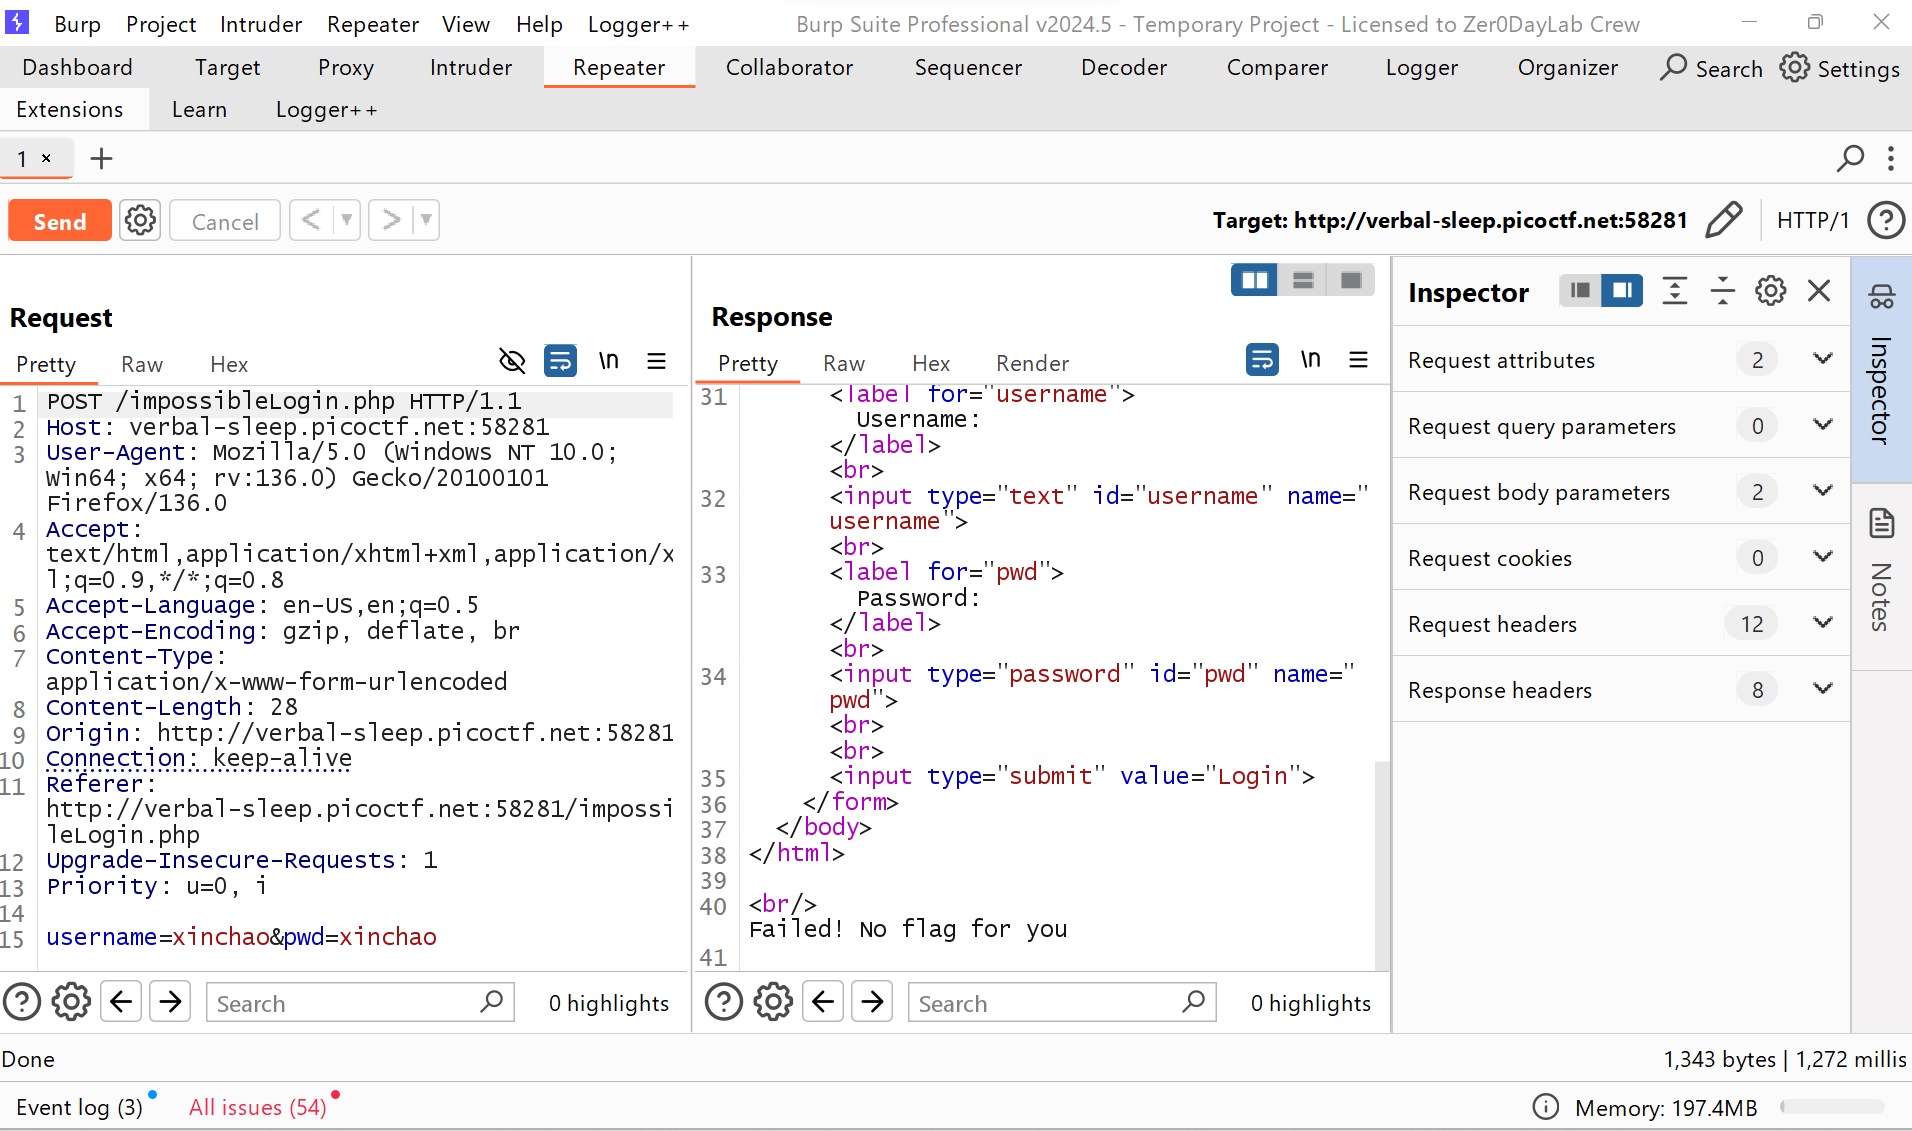 Burp Project Intruder Repeater View Help Logger++ Burp Suite Professional v2024.5 - Temporary Project - Licensed to Zer0DayLab Crew
Dashboard Target Proxy Intruder Repeater Collaborator Sequencer Decoder Comparer Logger Organizer Search Settings
Extensions Learn Logger++
1 × +
Send Cancel < > Target: http://verbal-sleep.picoctf.net:58281 HTTP/1 ?
Request
Pretty Raw Hex \n
1 POST /impossibleLogin.php HTTP/1.1
2 Host: verbal-sleep.picoctf.net:58281
3 User-Agent: Mozilla/5.0 (Windows NT 10.0;
Win64; x64; rv:136.0) Gecko/20100101
Firefox/136.0
4 Accept:
text/html,application/xhtml+xml,application/x
l;q=0.9,*/*;q=0.8
5 Accept-Language: en-US,en;q=0.5
6 Accept-Encoding: gzip, deflate, br
7 Content-Type:
application/x-www-form-urlencoded
8 Content-Length: 28
9 Origin: http://verbal-sleep.picoctf.net:58281
10 Connection: keep-alive
11 Referer:
http://verbal-sleep.picoctf.net:58281/impossi
leLogin.php
12 Upgrade-Insecure-Requests: 1
13 Priority: u=0, i
14
15 username=xinchao&pwd=xinchao
? Search 0 highlights
Response
Pretty Raw Hex Render \n
31 <label for="username">
Username:
</label>
<br>
32 <input type="text" id="username" name="
username">
<br>
33 <label for="pwd">
Password:
</label>
<br>
34 <input type="password" id="pwd" name="
pwd">
<br>
<br>
35 <input type="submit" value="Login">
36 </form>
37 </body>
38 </html>
39
40 <br/>
Failed! No flag for you
41
? Search 0 highlights
Inspector
Request attributes 2
Request query parameters 0
Request body parameters 2
Request cookies 0
Request headers 12
Response headers 8
Inspector
Notes
Done 1,343 bytes | 1,272 millis
Event log (3) All issues (54) Memory: 197.4MB